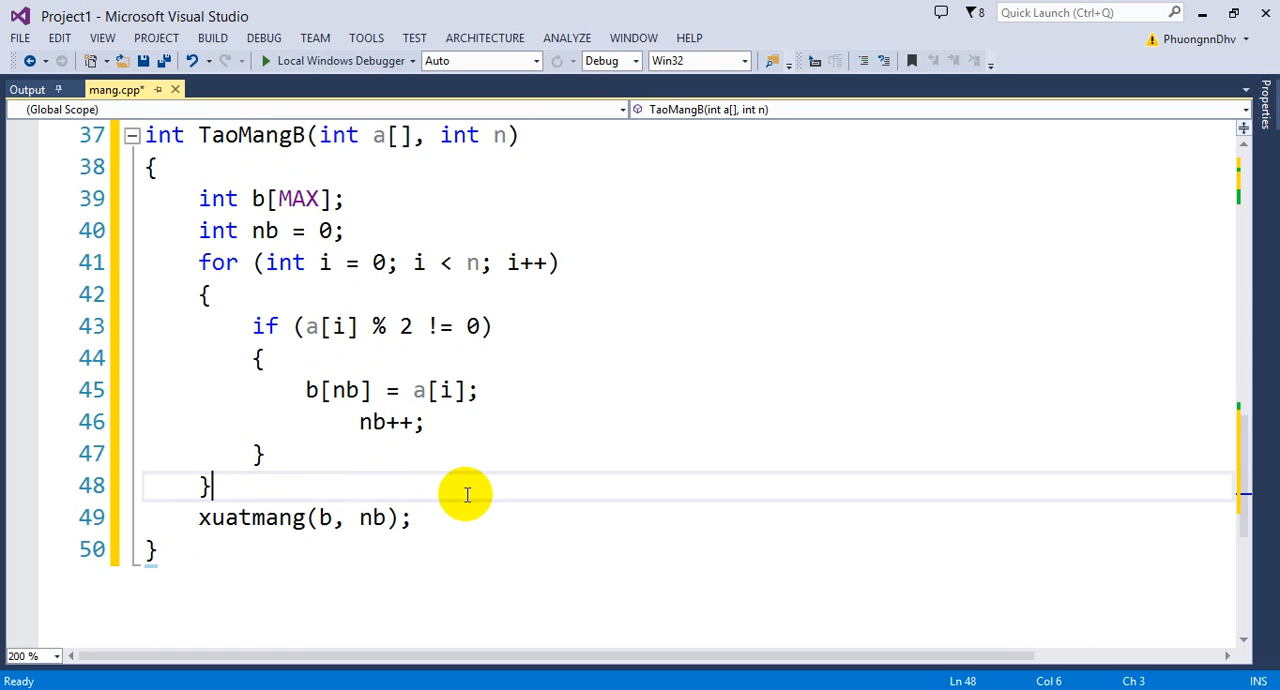 Project1 - Microsoft Visual Studio
8
Quick Launch (Ctrl+Q)
FILE EDIT VIEW PROJECT BUILD DEBUG TEAM TOOLS TEST ARCHITECTURE ANALYZE WINDOW HELP
PhuongnnDhv
Local Windows Debugger Auto Debug Win32
Output mang.cpp*
Properties
(Global Scope) TaoMangB(int a[], int n)
37 int TaoMangB(int a[], int n)
38 {
39 int b[MAX];
40 int nb = 0;
41 for (int i = 0; i < n; i++)
42 {
43 if (a[i] % 2 != 0)
44 {
45 b[nb] = a[i];
46 nb++;
47 }
48 }
49 xuatmang(b, nb);
50 }
200 %
Ready Ln 48 Col 6 Ch 3 INS